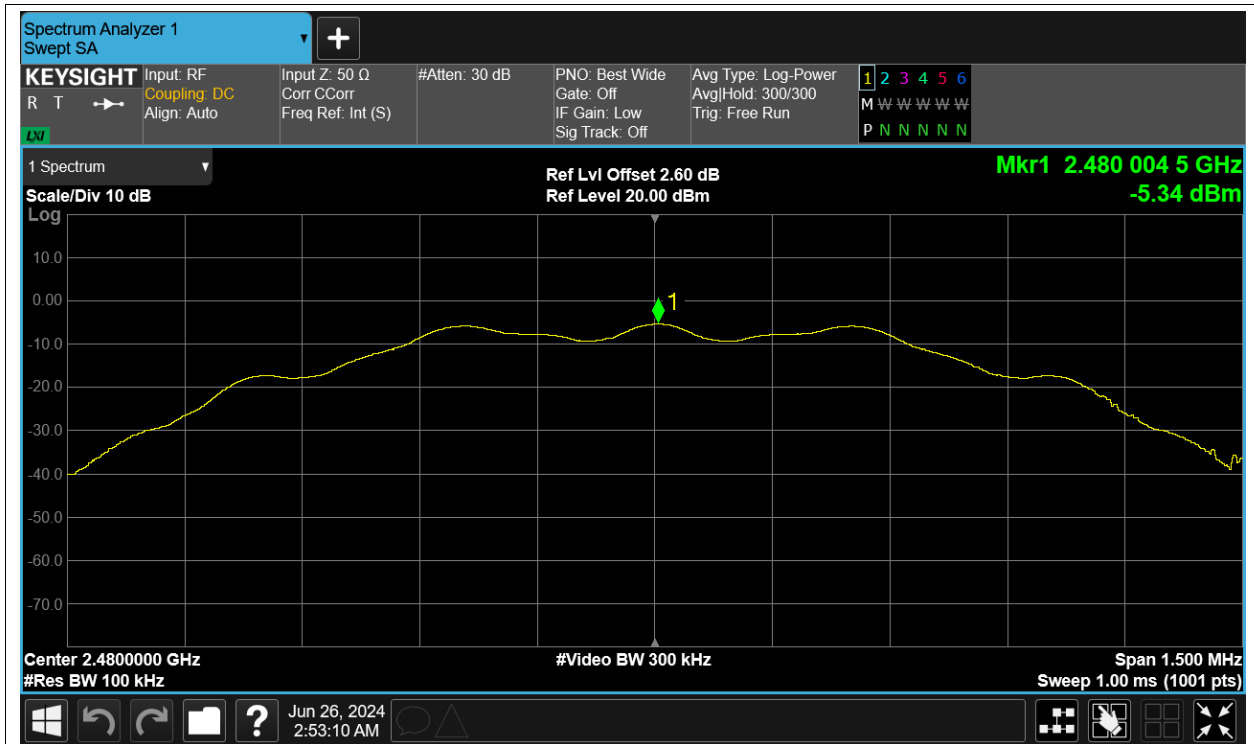 Spectrum Analyzer 1
Swept SA
+
KEYSIGHT
R T
LXI
Input: RF
Coupling: DC
Align: Auto
Input Z: 50 Ω
Corr CCorr
Freq Ref: Int (S)
#Atten: 30 dB
PNO: Best Wide
Gate: Off
IF Gain: Low
Sig Track: Off
Avg Type: Log-Power
Avg|Hold: 300/300
Trig: Free Run
1 2 3 4 5 6
M W W W W W
P N N N N N
1 Spectrum
Scale/Div 10 dB
Log
Ref Lvl Offset 2.60 dB
Ref Level 20.00 dBm
Mkr1 2.480 004 5 GHz
-5.34 dBm
10.0
0.00
1
-10.0
-20.0
-30.0
-40.0
-50.0
-60.0
-70.0
Center 2.4800000 GHz
#Res BW 100 kHz
#Video BW 300 kHz
Span 1.500 MHz
Sweep 1.00 ms (1001 pts)
?
Jun 26, 2024
2:53:10 AM